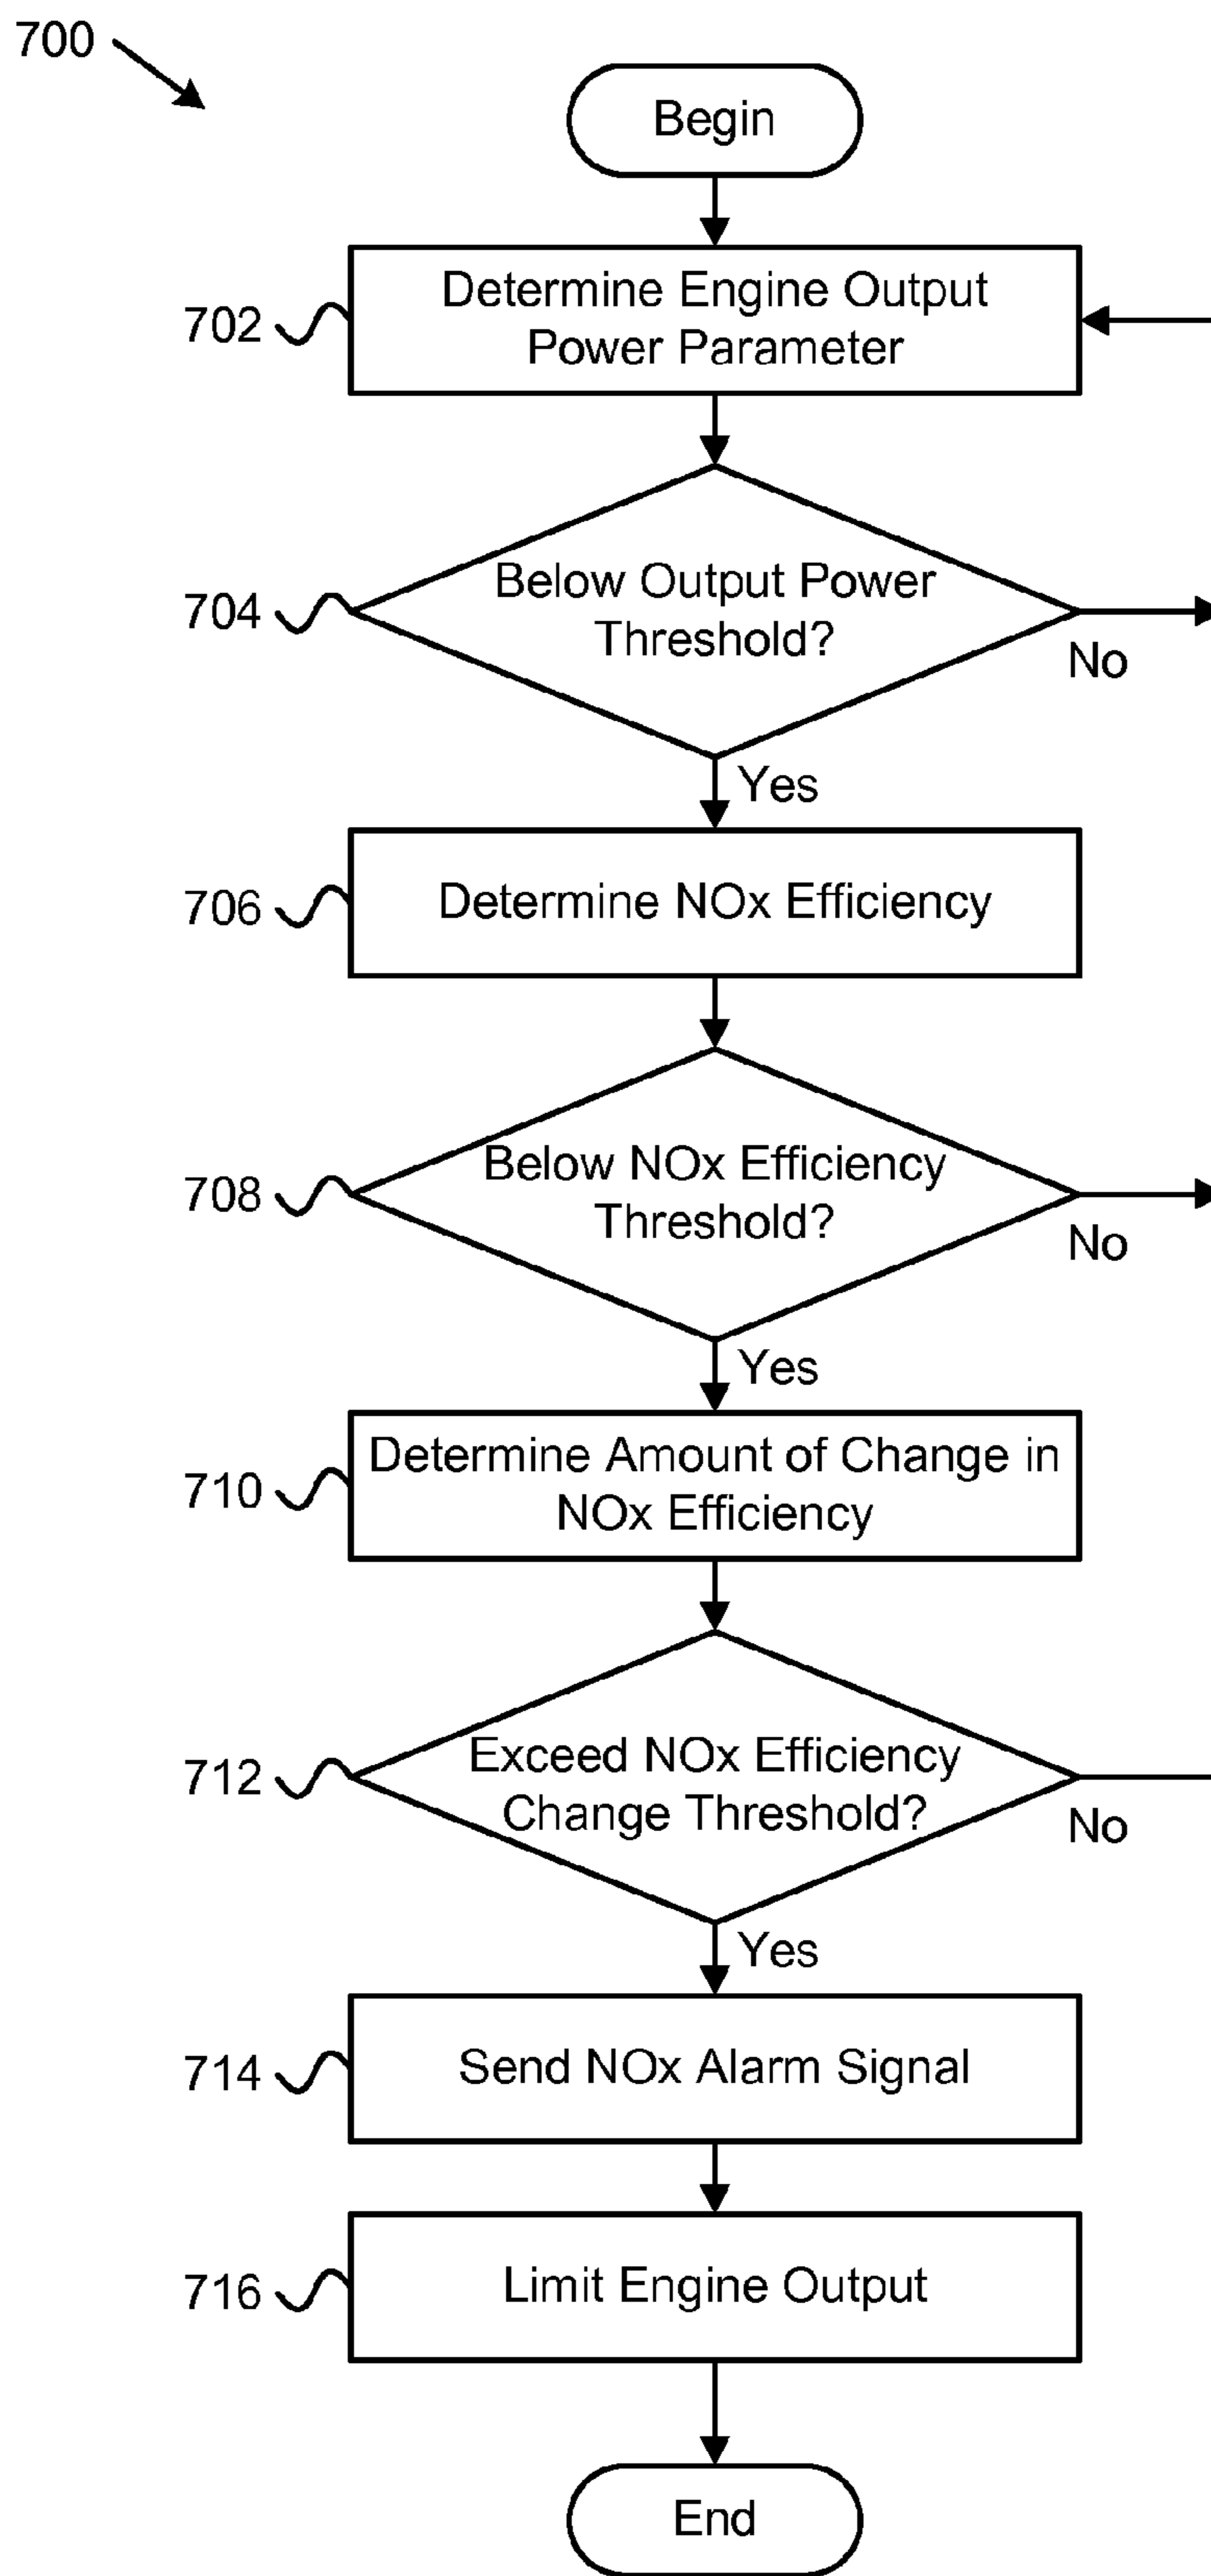 700
Begin
702
Determine Engine Output
Power Parameter
704
Below Output Power
Threshold?
No
Yes
706
Determine NOx Efficiency
708
Below NOx Efficiency
Threshold?
No
Yes
710
Determine Amount of Change in
NOx Efficiency
712
Exceed NOx Efficiency
Change Threshold?
No
Yes
714
Send NOx Alarm Signal
716
Limit Engine Output
End